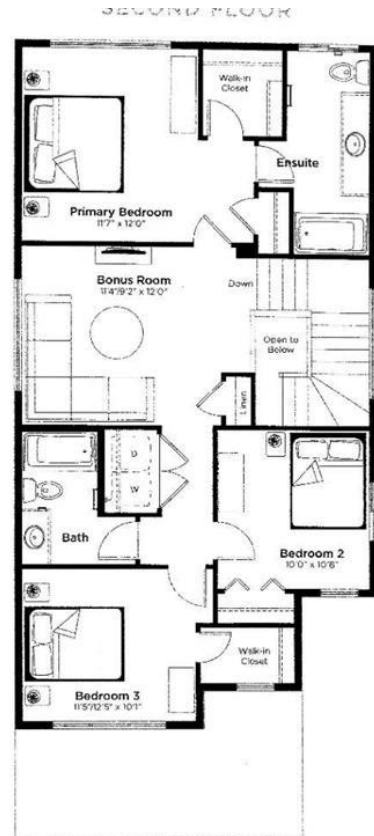 SECOND FLOOR
Walk-in
Closet
Ensuite
Primary Bedroom
11'7" x 12'0"
Bonus Room
11'4"/9'2" x 12'0"
Down
Open to
Below
Linen
D
W
Bath
Bedroom 2
10'0" x 10'8"
Walk-in
Closet
Bedroom 3
11'5"/12'5" x 10'1"